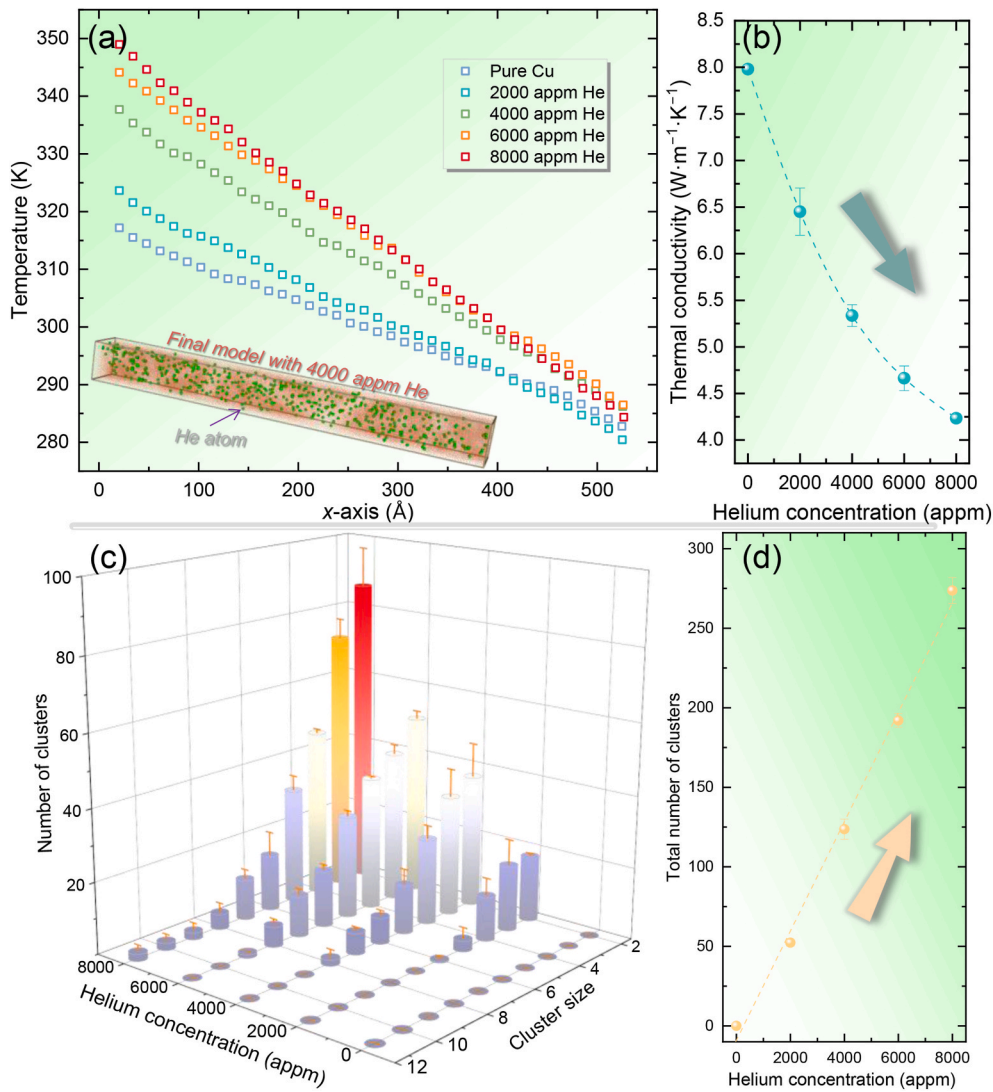 (a)
350
340
330
320
310
300
290
280
Temperature (K)
Pure Cu
2000 appm He
4000 appm He
6000 appm He
8000 appm He
Final model with 4000 appm He
He atom
0 100 200 300 400 500
x-axis (Å)
(b)
8.5
8.0
7.5
7.0
6.5
6.0
5.5
5.0
4.5
4.0
Thermal conductivity (W·m⁻¹·K⁻¹)
0 2000 4000 6000 8000
Helium concentration (appm)
(c)
100
80
60
40
20
Number of clusters
8000
6000
4000
2000
0
Helium concentration (appm)
12
10
8
6
4
2
Cluster size
(d)
300
250
200
150
100
50
0
Total number of clusters
0 2000 4000 6000 8000
Helium concentration (appm)